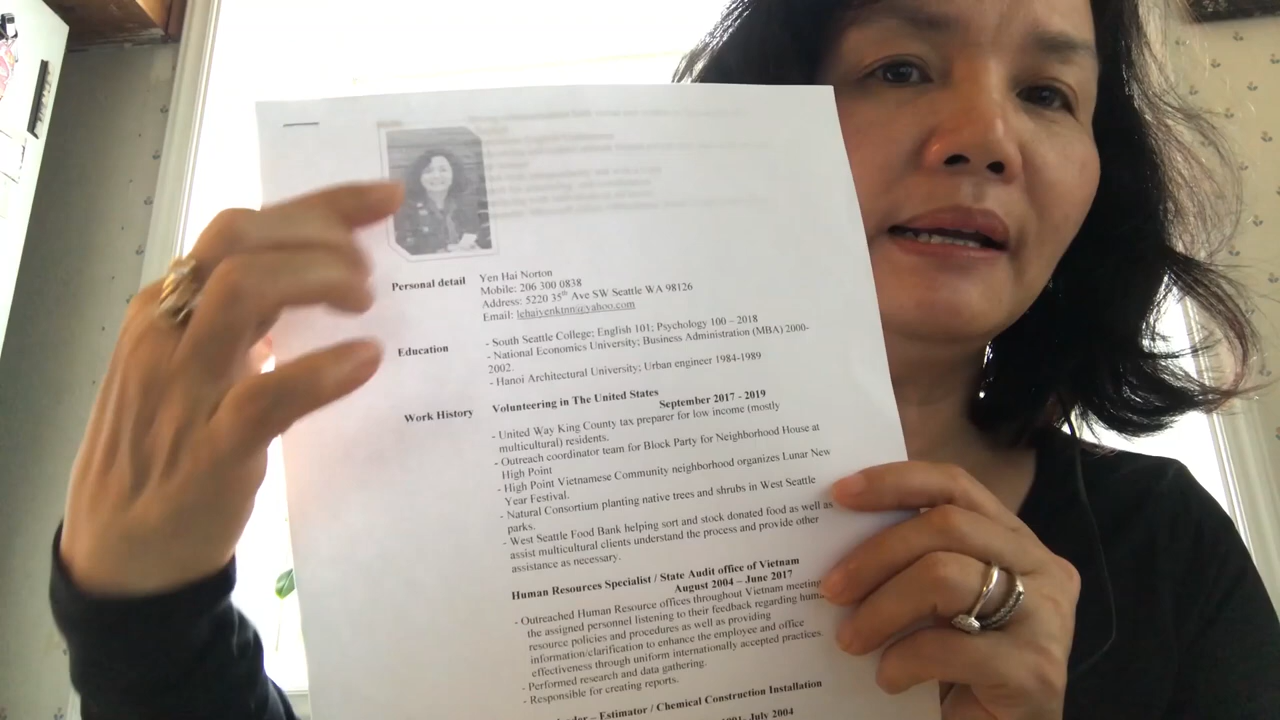 Personal detail
Yen Hai Norton
Mobile: 206 300 0838
Address: 5220 35th Ave SW Seattle WA 98126
Email: lehaiyenktnn@yahoo.com
Education
- South Seattle College; English 101; Psychology 100 – 2018
- National Economics University; Business Administration (MBA) 2000-
2002.
- Hanoi Architectural University; Urban engineer 1984-1989
Work History
Volunteering in The United States
September 2017 - 2019
- United Way King County tax preparer for low income (mostly
multicultural) residents.
- Outreach coordinator team for Block Party for Neighborhood House at
High Point
- High Point Vietnamese Community neighborhood organizes Lunar New
Year Festival.
- Natural Consortium planting native trees and shrubs in West Seattle
parks.
- West Seattle Food Bank helping sort and stock donated food as well as
assist multicultural clients understand the process and provide other
assistance as necessary.
Human Resources Specialist / State Audit office of Vietnam
August 2004 – June 2017
- Outreached Human Resource offices throughout Vietnam meeting
the assigned personnel listening to their feedback regarding
resource policies and procedures as well as providing
information/clarification to enhance the employee and office
effectiveness through uniform internationally accepted practices.
- Performed research and data gathering.
- Responsible for creating reports.
– Estimator / Chemical Construction Installation
July 2004